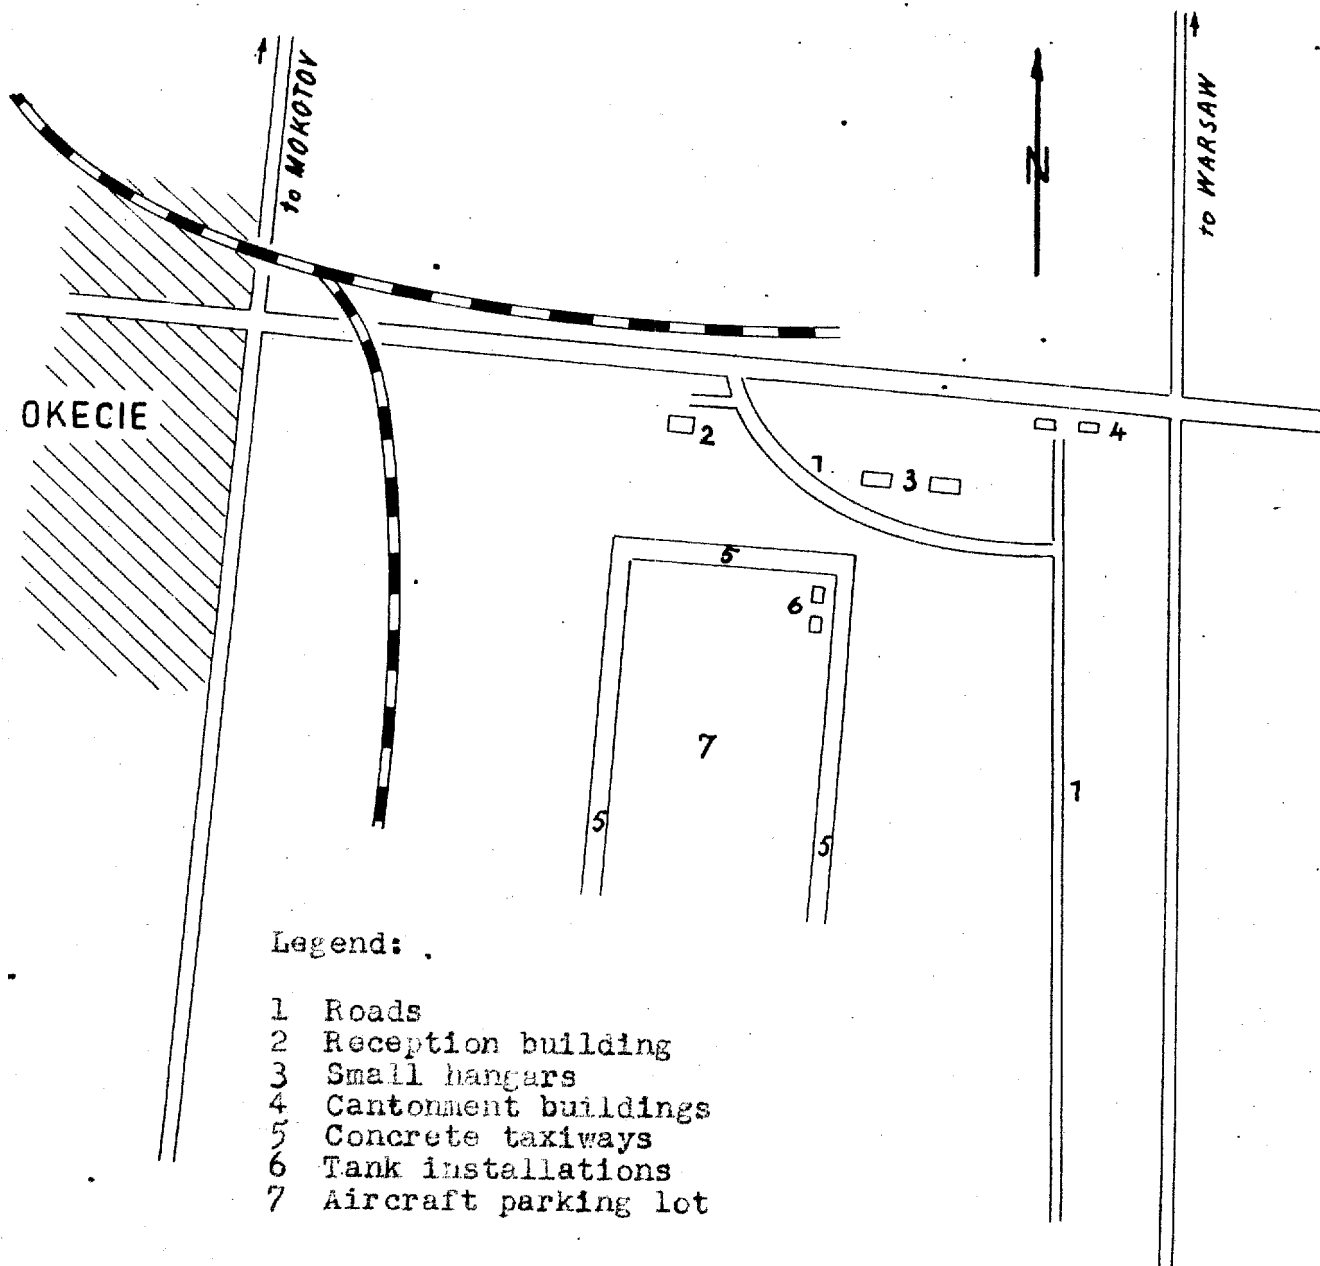 to MOKOTOV
N
to WARSAW
OKECIE
2
1
3
4
5
6
7
5
5
1
Legend:
1 Roads
2 Reception building
3 Small hangars
4 Cantonment buildings
5 Concrete taxiways
6 Tank installations
7 Aircraft parking lot